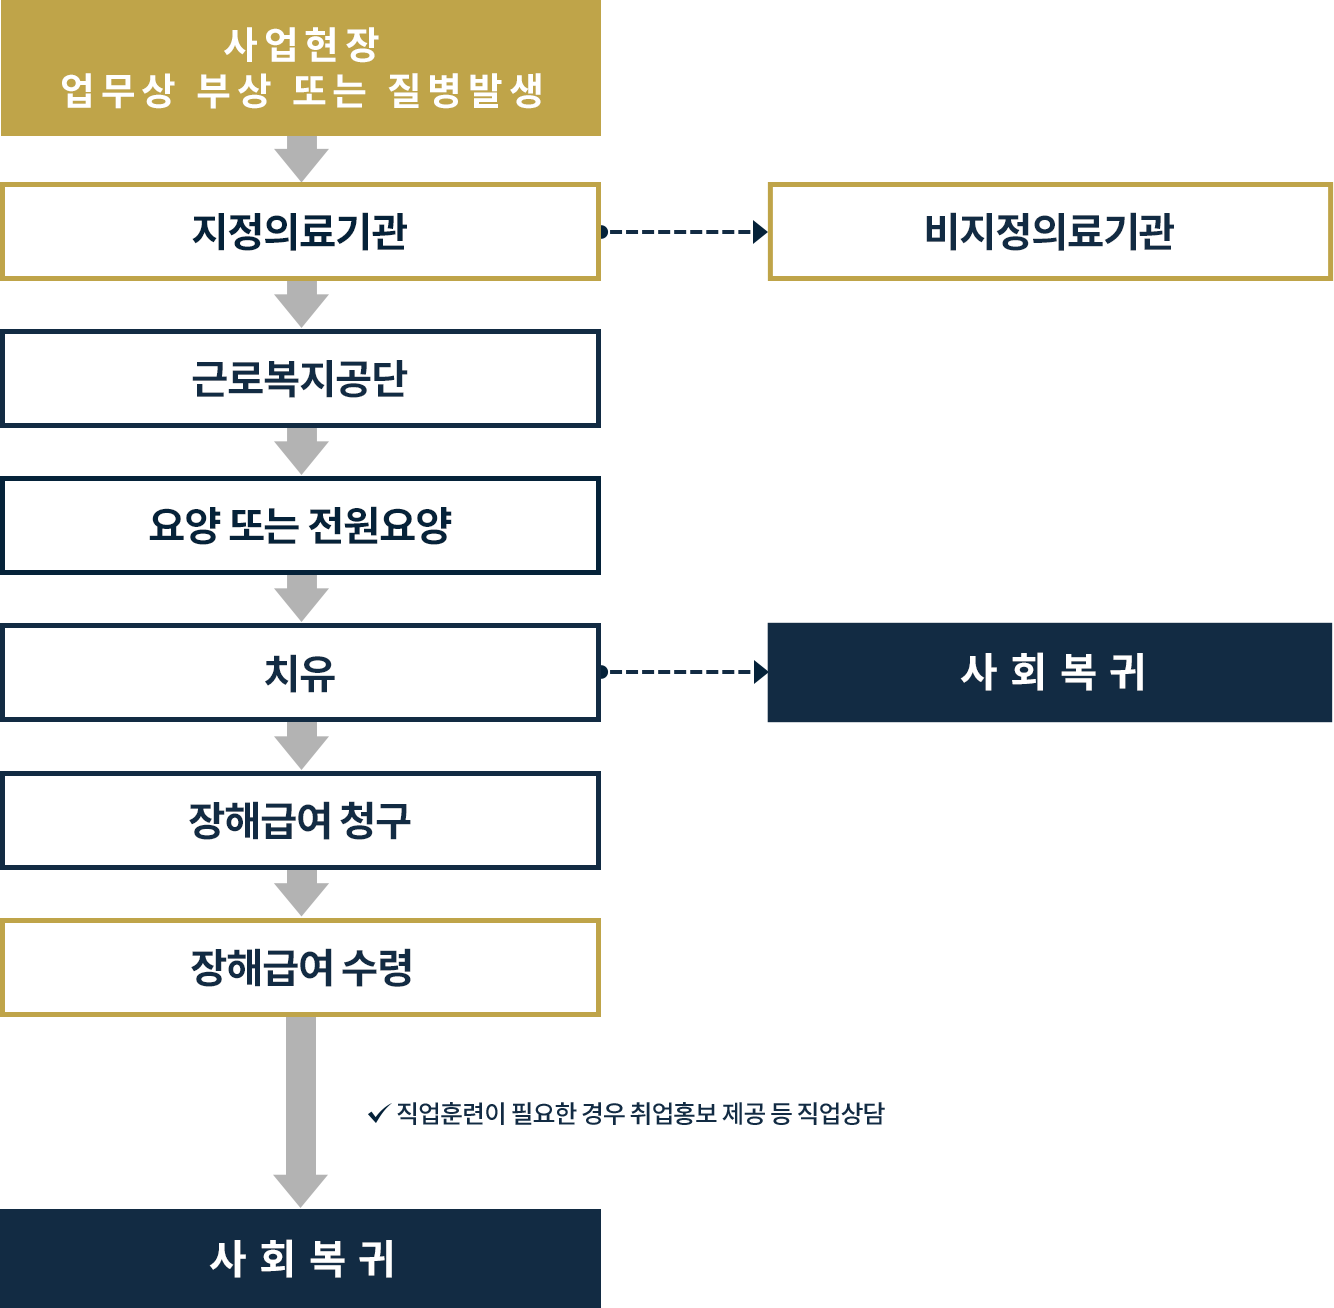 사업현장
업무상 부상 또는 질병발생
지정의료기관
비지정의료기관
근로복지공단
요양 또는 전원요양
치유
사회복귀
장해급여 청구
장해급여 수령
직업훈련이 필요한 경우 취업홍보 제공 등 직업상담
사회복귀